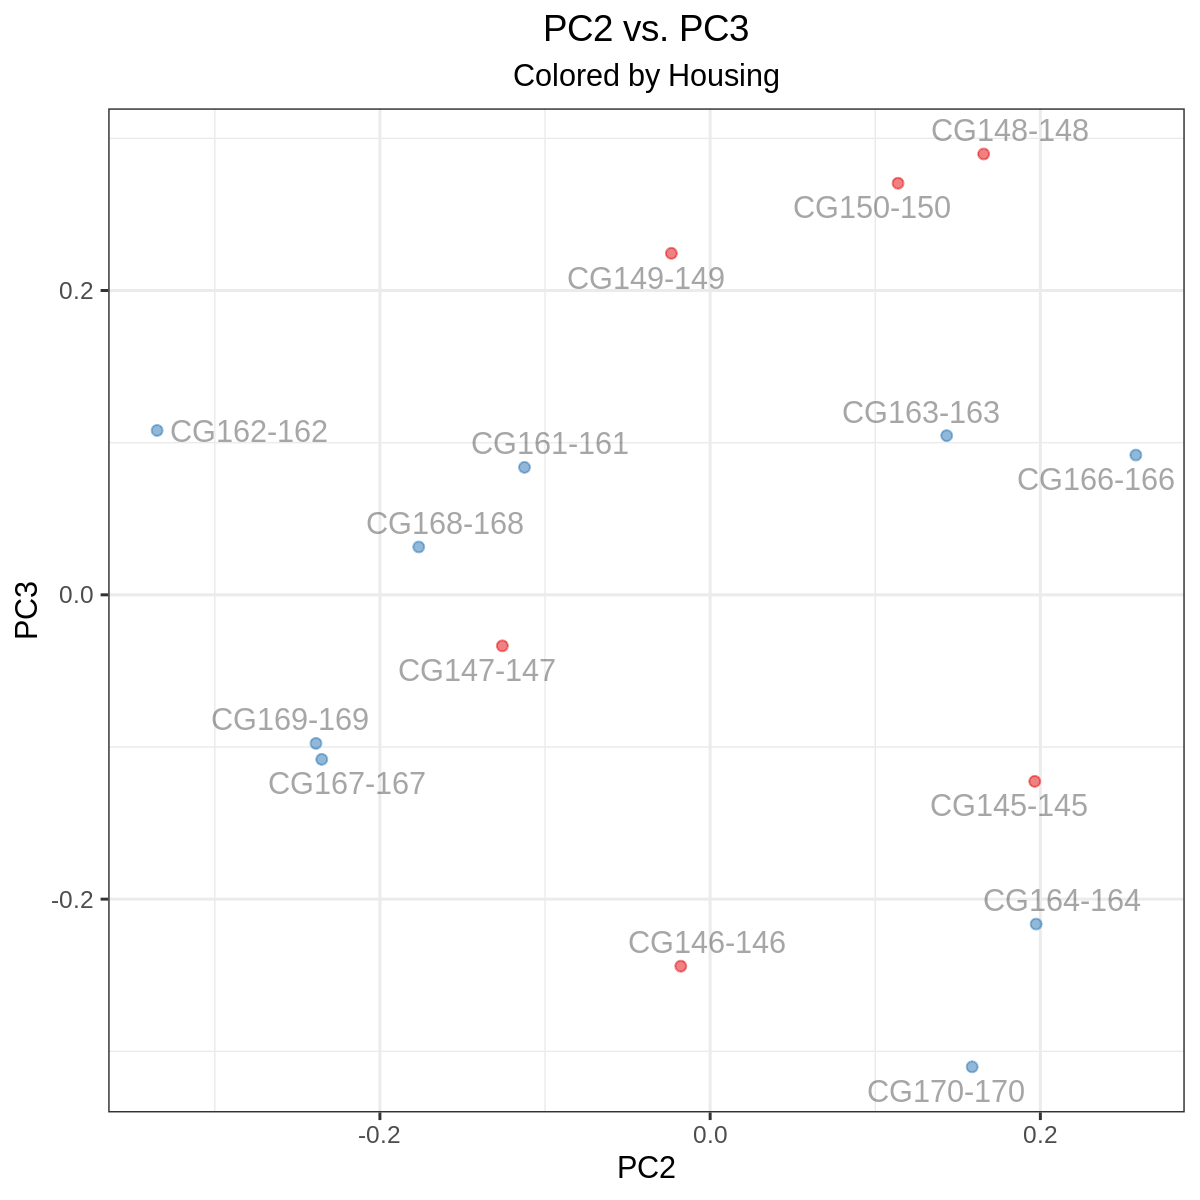 PC2 vs. PC3
Colored by Housing
CG148-148
CG150-150
CG149-149
0.2
CG163-163
CG162-162
CG161-161
CG166-166
CG168-168
0.0
PC3
CG147-147
CG169-169
CG167-167
CG145-145
-0.2
CG164-164
CG146-146
CG170-170
-0.2
0.0
0.2
PC2